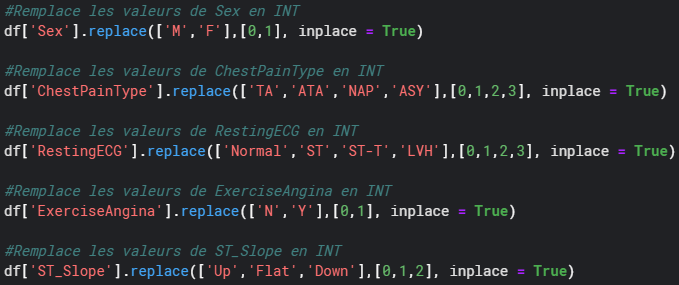 #Remplace les valeurs de Sex en INT
df['Sex'].replace(['M','F'],[0,1], inplace = True)
#Remplace les valeurs de ChestPainType en INT
df['ChestPainType'].replace(['TA','ATA','NAP','ASY'],[0,1,2,3], inplace = True)
#Remplace les valeurs de RestingECG en INT
df['RestingECG'].replace(['Normal','ST','ST-T','LVH'],[0,1,2,3], inplace = True)
#Remplace les valeurs de ExerciseAngina en INT
df['ExerciseAngina'].replace(['N','Y'],[0,1], inplace = True)
#Remplace les valeurs de ST_Slope en INT
df['ST_Slope'].replace(['Up','Flat','Down'],[0,1,2], inplace = True)